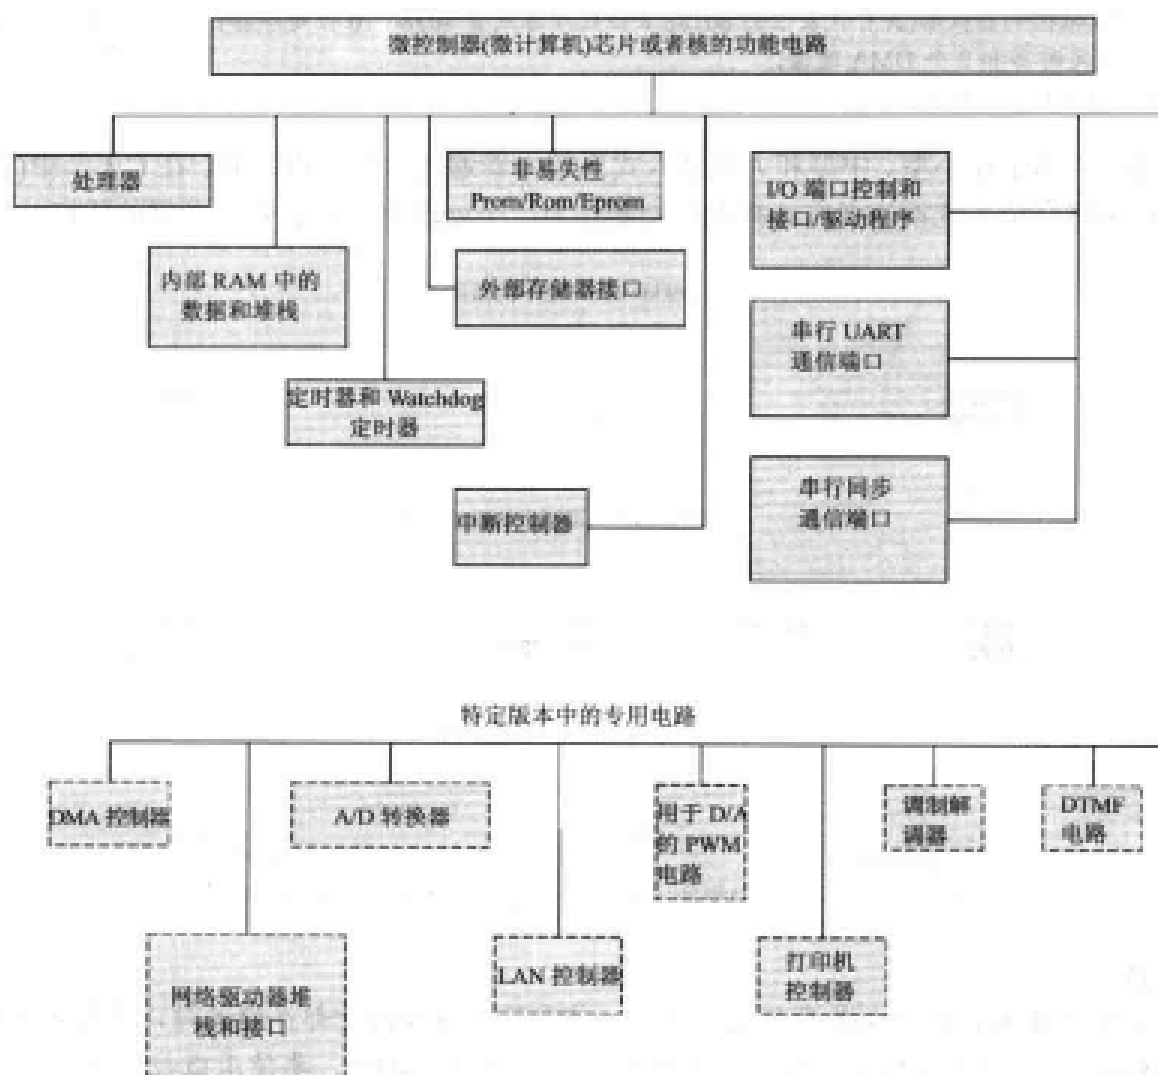 微控制器(微计算机)芯片或者核的功能电路
处理器
非易失性
Prom/Rom/Eprom
I/O 端口控制和
接口/驱动程序
内部 RAM 中的
数据和堆栈
外部存储器接口
串行 UART
通信端口
定时器和 Watchdog
定时器
串行同步
通信端口
中断控制器
特定版本中的专用电路
DMA 控制器
A/D 转换器
用于 D/A
的 PWM
电路
调制解
调器
DTMF
电路
网络驱动器堆
栈和接口
LAN 控制器
打印机
控制器